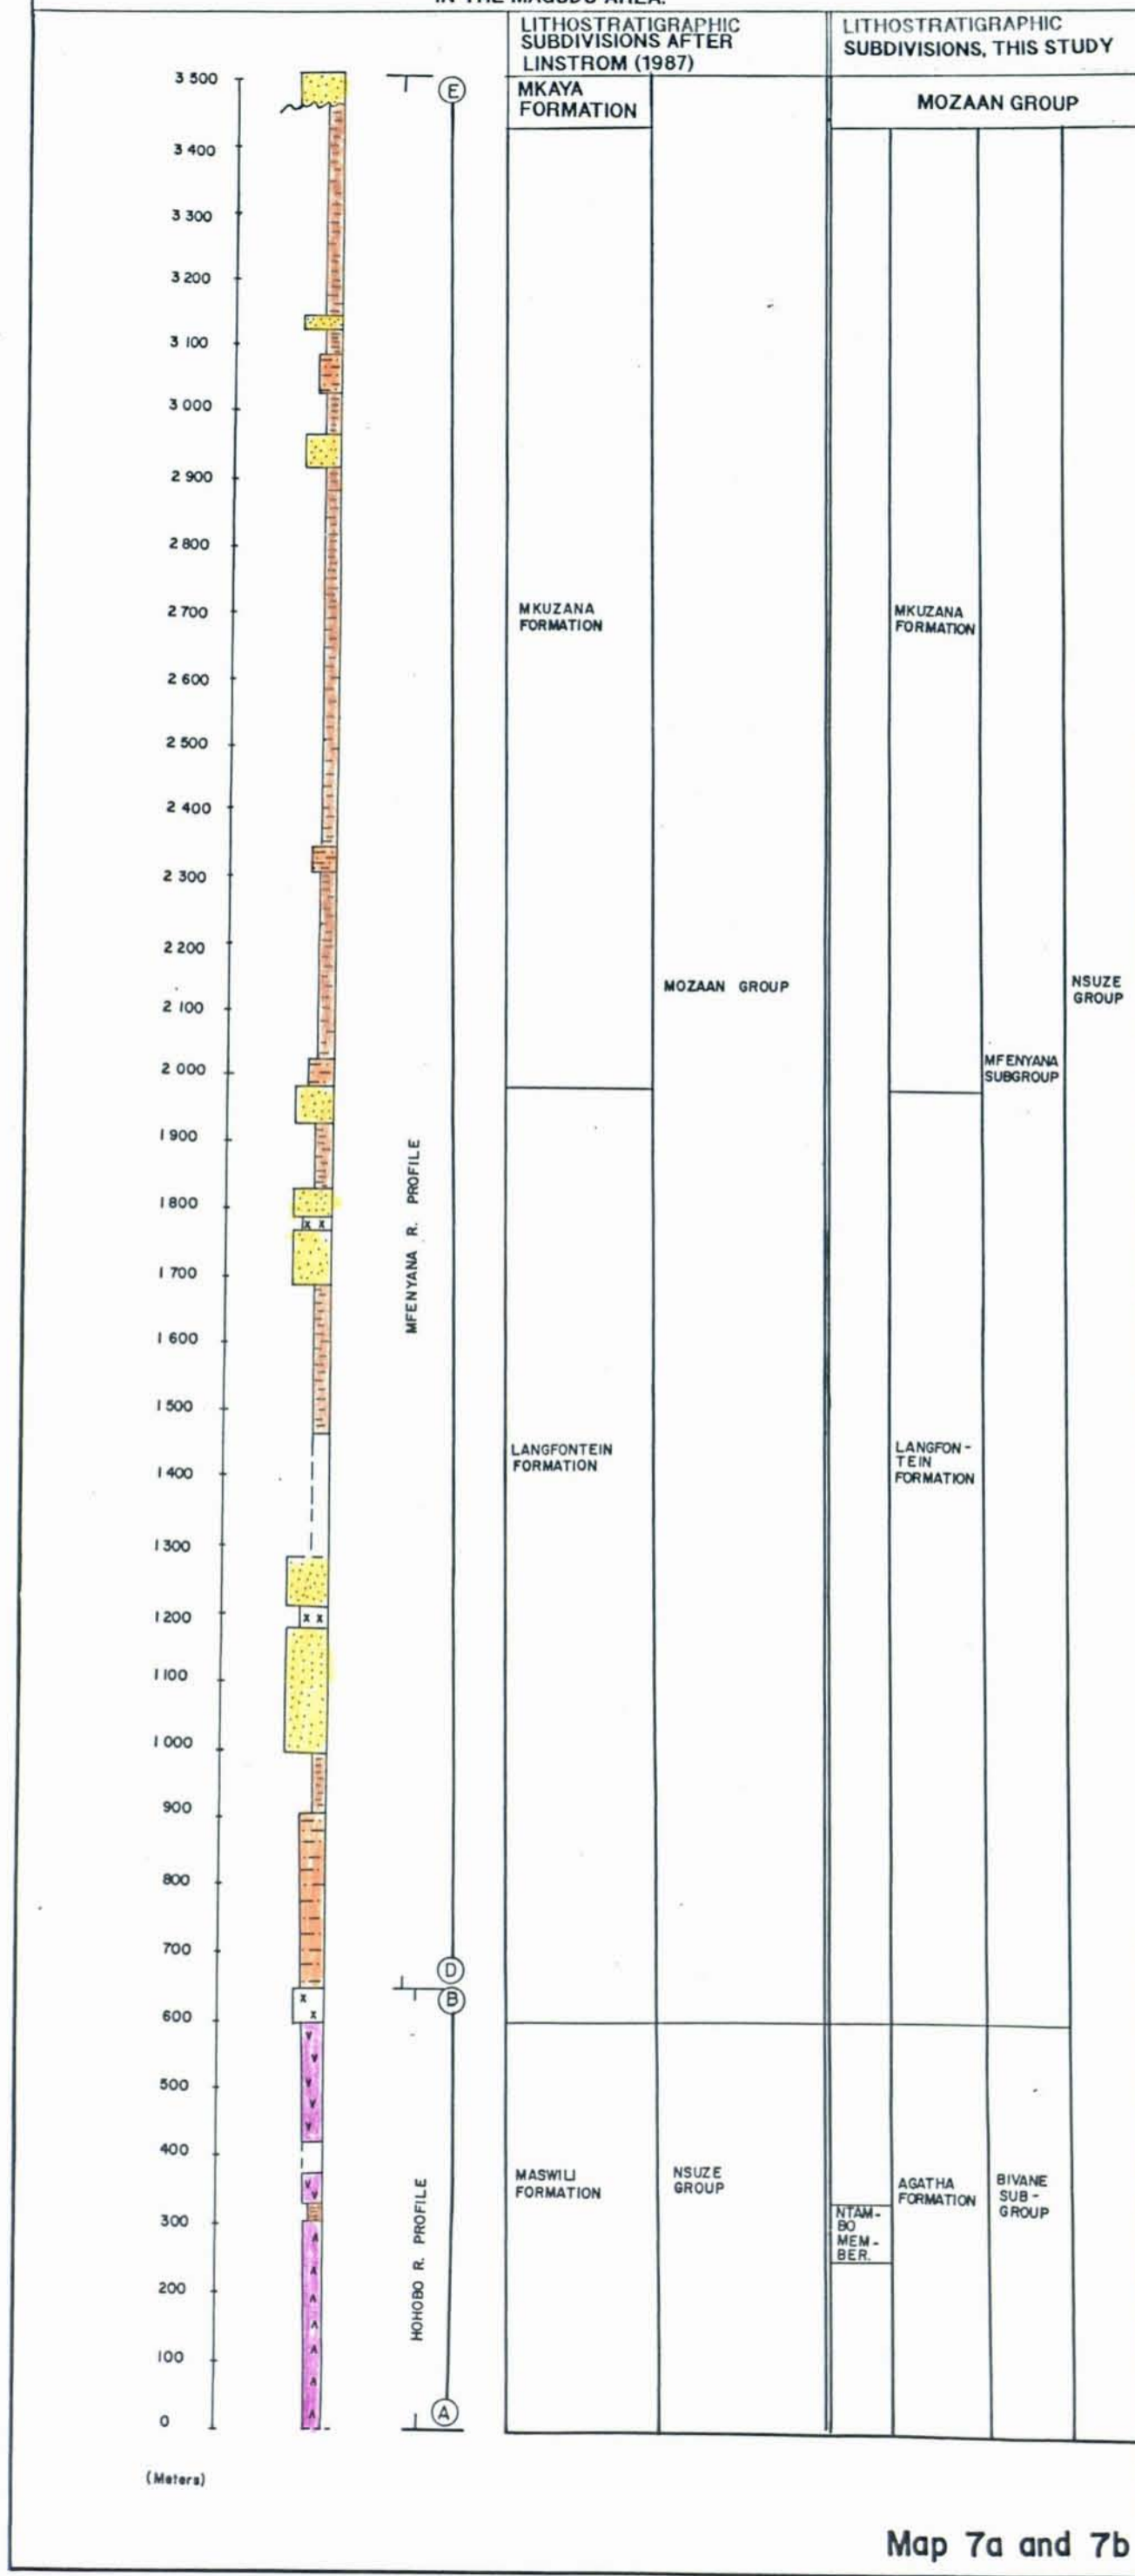 IN THE MAGUDU AREA.
LITHOSTRATIGRAPHIC
SUBDIVISIONS AFTER
LINSTROM (1987)
LITHOSTRATIGRAPHIC
SUBDIVISIONS, THIS STUDY
MKAYA
FORMATION
MOZAAN GROUP
3 500
3 400
3 300
3 200
3 100
3 000
2 900
2 800
2 700
2 600
2 500
2 400
2 300
2 200
2 100
2 000
1 900
1 800
1 700
1 600
1 500
1 400
1 300
1 200
1 100
1 000
900
800
700
600
500
400
300
200
100
0
(Meters)
E
D
B
A
MFENYANA R. PROFILE
HOHOBO R. PROFILE
MKUZANA
FORMATION
MOZAAN GROUP
LANGFONTEIN
FORMATION
MASWILI
FORMATION
NSUZE
GROUP
MKUZANA
FORMATION
NSUZE
GROUP
MFENYANA
SUBGROUP
LANGFON-
TEIN
FORMATION
AGATHA
FORMATION
BIVANE
SUB-
GROUP
NTAM-
BO
MEM-
BER.
x x
x x
x
x
v
v
v
v
v
v
v
Map 7a and 7b